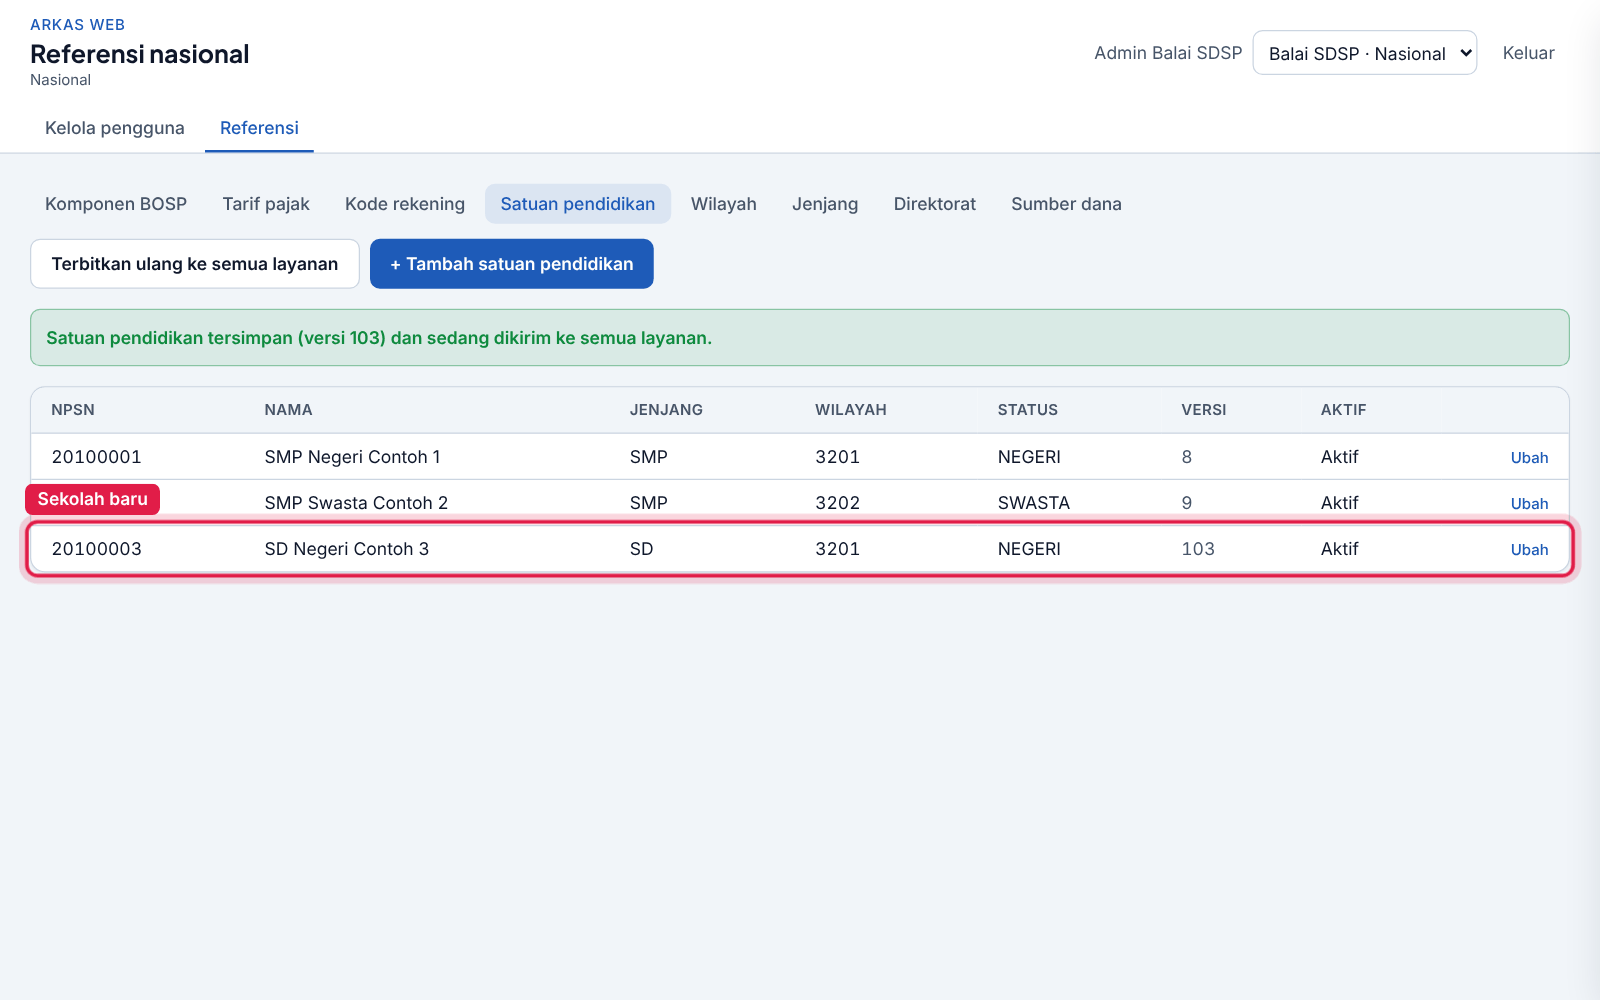 ARKAS WEB
Referensi nasional
Nasional
Admin Balai SDSP
Balai SDSP · Nasional
Keluar
Kelola pengguna
Referensi
Komponen BOSP
Tarif pajak
Kode rekening
Satuan pendidikan
Wilayah
Jenjang
Direktorat
Sumber dana
Terbitkan ulang ke semua layanan
+ Tambah satuan pendidikan
Satuan pendidikan tersimpan (versi 103) dan sedang dikirim ke semua layanan.
NPSN NAMA JENJANG WILAYAH STATUS VERSI AKTIF
20100001 SMP Negeri Contoh 1 SMP 3201 NEGERI 8 Aktif Ubah
Sekolah baru
SMP Swasta Contoh 2 SMP 3202 SWASTA 9 Aktif Ubah
20100003 SD Negeri Contoh 3 SD 3201 NEGERI 103 Aktif Ubah